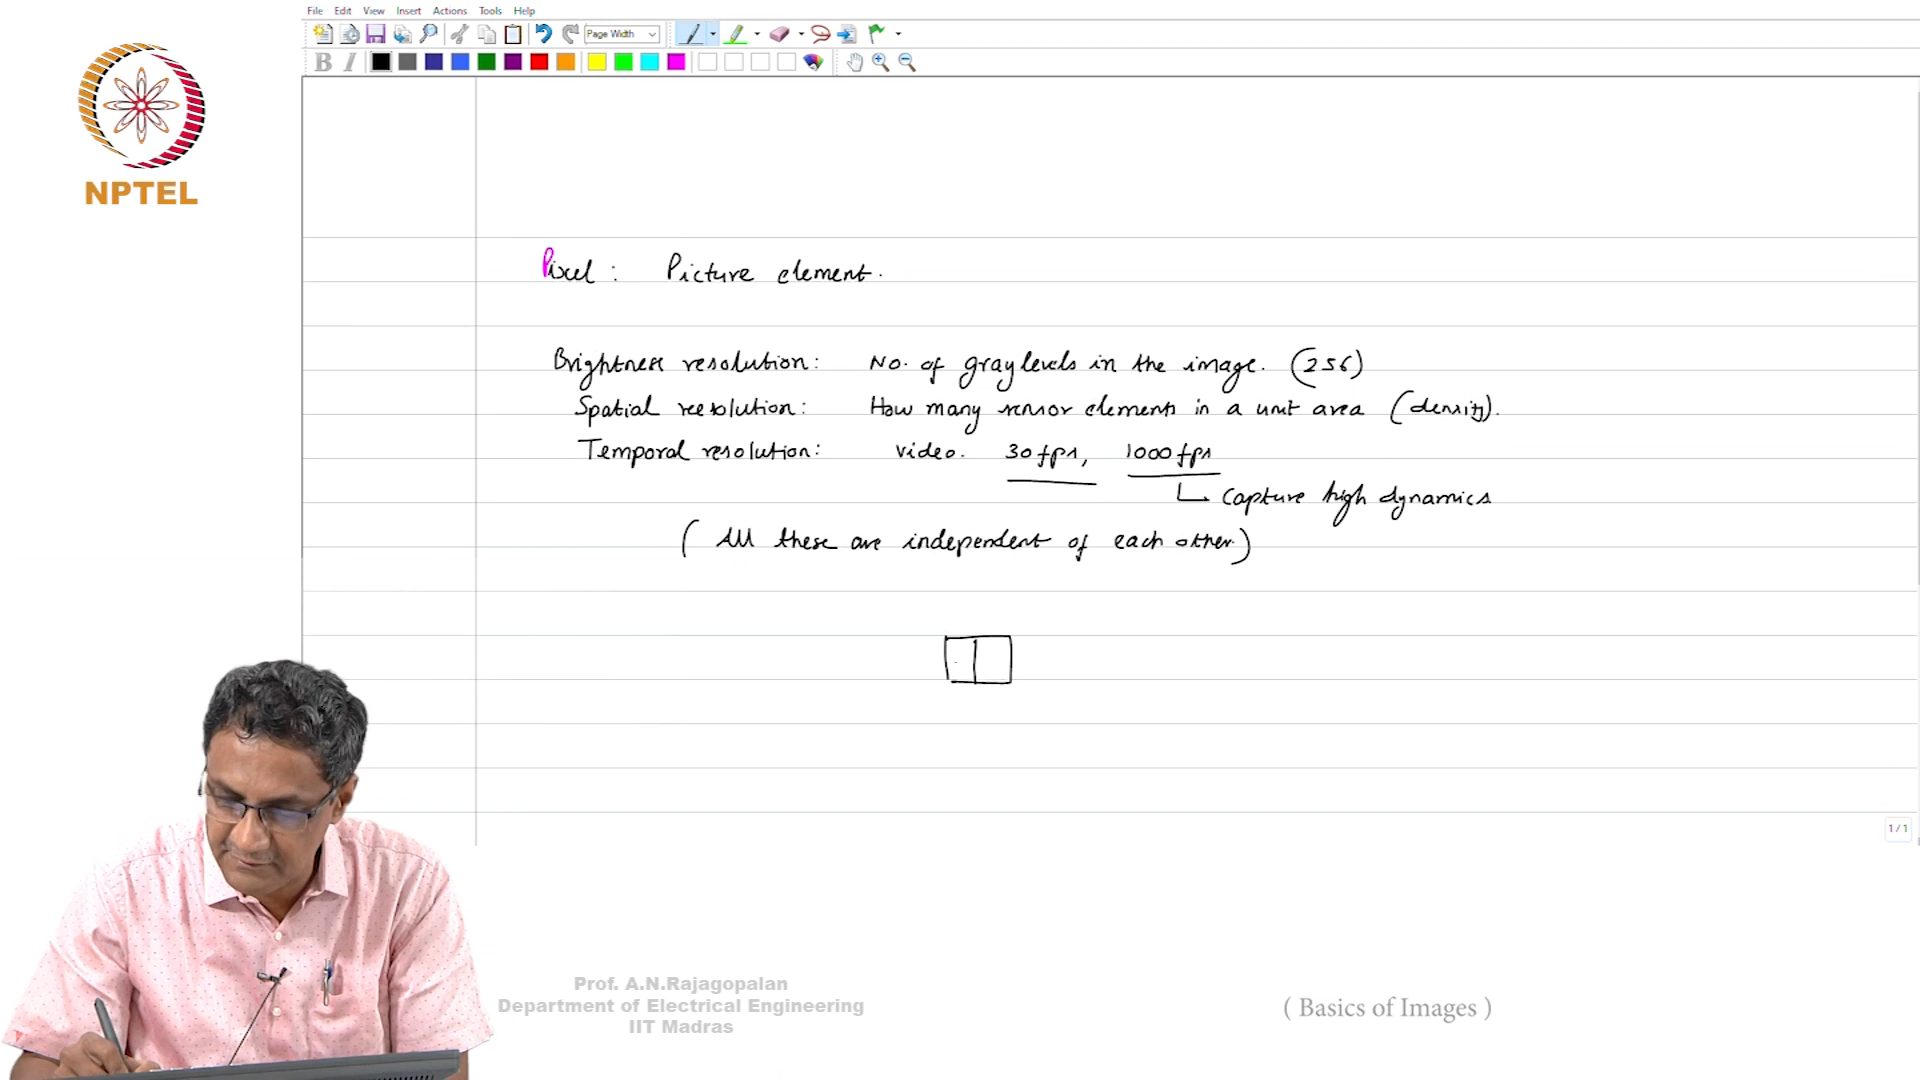 File Edit View Insert Actions Tools Help
Page Width
B I
NPTEL
Pixel : Picture element.
Brightness resolution: No. of gray levels in the image. (256)
Spatial resolution: How many sensor elements in a unit area (density).
Temporal resolution: video. 30 fps, 1000 fps
Capture high dynamics
( All these are independent of each other.)
1 / 1
Prof. A.N.Rajagopalan
Department of Electrical Engineering
IIT Madras
( Basics of Images )